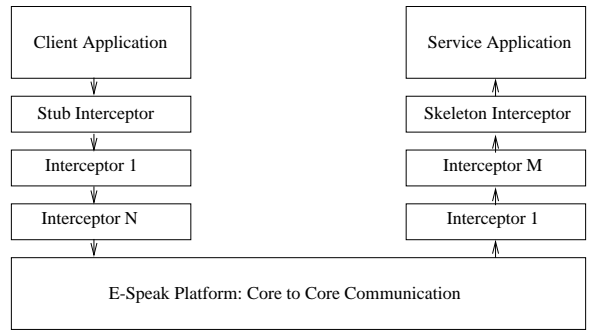 Client Application
Service Application
Stub Interceptor
Skeleton Interceptor
Interceptor 1
Interceptor M
Interceptor N
Interceptor 1
E-Speak Platform: Core to Core Communication